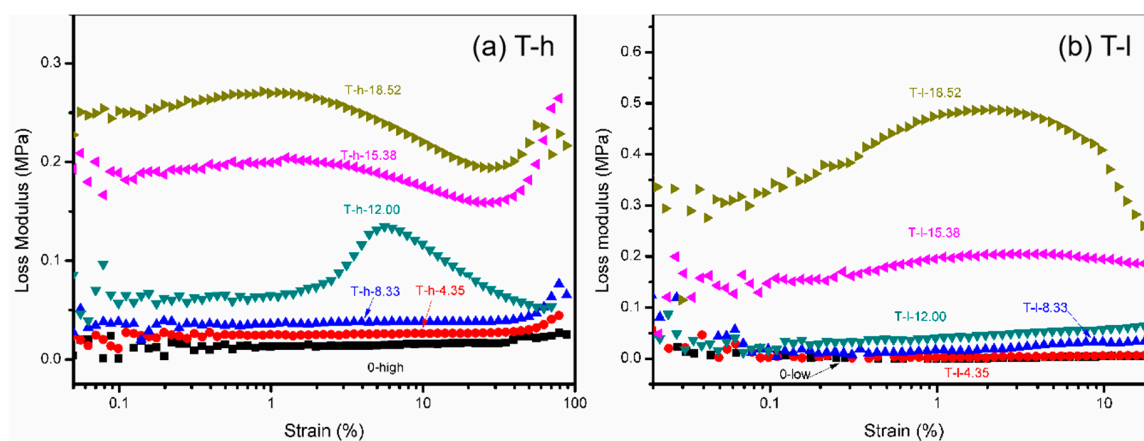 (a) T-h
T-h-18.52
T-h-15.38
T-h-12.00
T-h-8.33
T-h-4.35
0-high
0.3
0.2
0.1
0.0
Loss Modulus (MPa)
0.1
1
10
100
Strain (%)
(b) T-l
T-l-18.52
T-l-15.38
T-l-12.00
T-l-8.33
0-low
T-l-4.35
0.6
0.5
0.4
0.3
0.2
0.1
0.0
Loss modulus (MPa)
0.1
1
10
Strain (%)